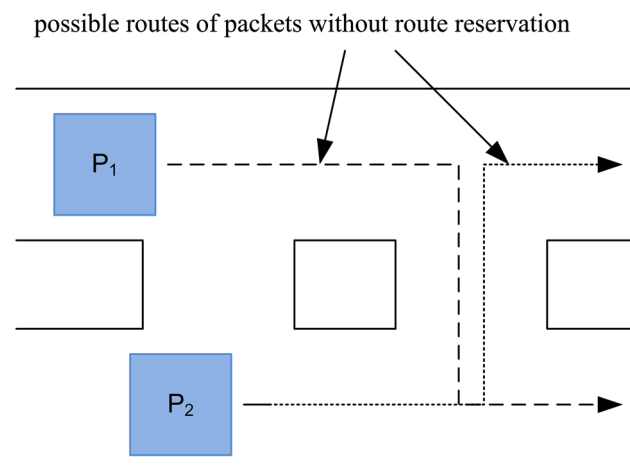 possible routes of packets without route reservation
P₁
P₂